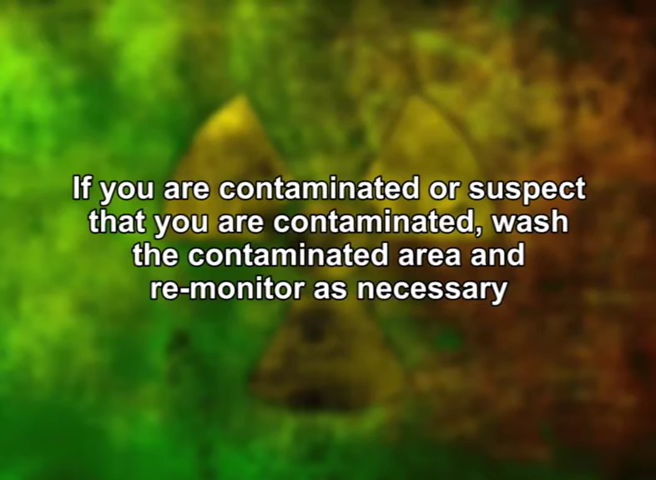 If you are contaminated or suspect
that you are contaminated, wash
the contaminated area and
re-monitor as necessary